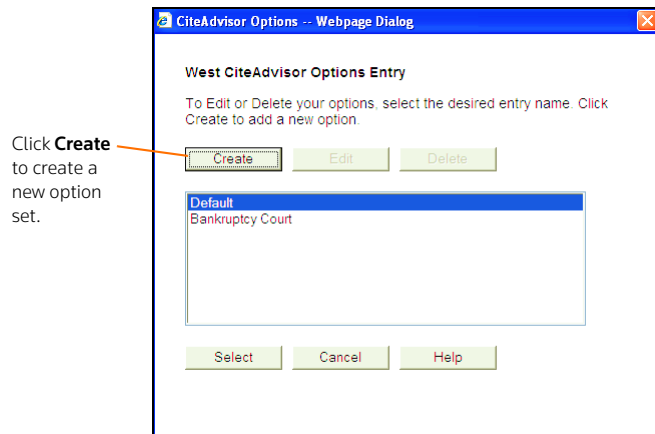 CiteAdvisor Options -- Webpage Dialog
West CiteAdvisor Options Entry
To Edit or Delete your options, select the desired entry name. Click
Create to add a new option.
Click Create
to create a
new option
set.
Create Edit Delete
Default
Bankruptcy Court
Select Cancel Help